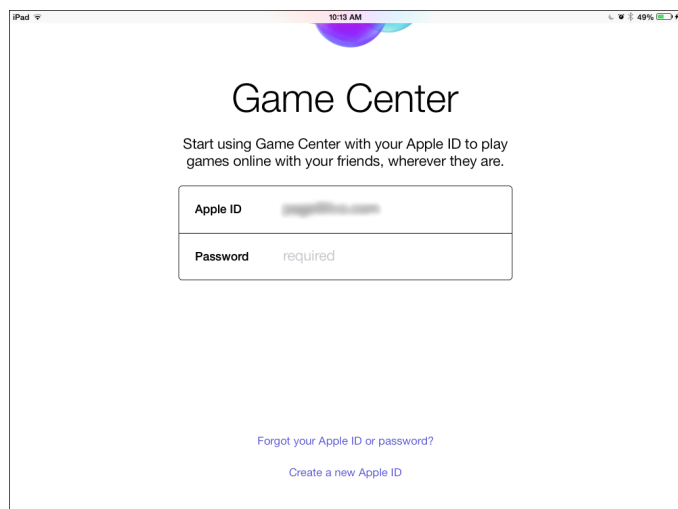 iPad 10:13 AM 49%
Game Center
Start using Game Center with your Apple ID to play
games online with your friends, wherever they are.
Apple ID
Password required
Forgot your Apple ID or password?
Create a new Apple ID